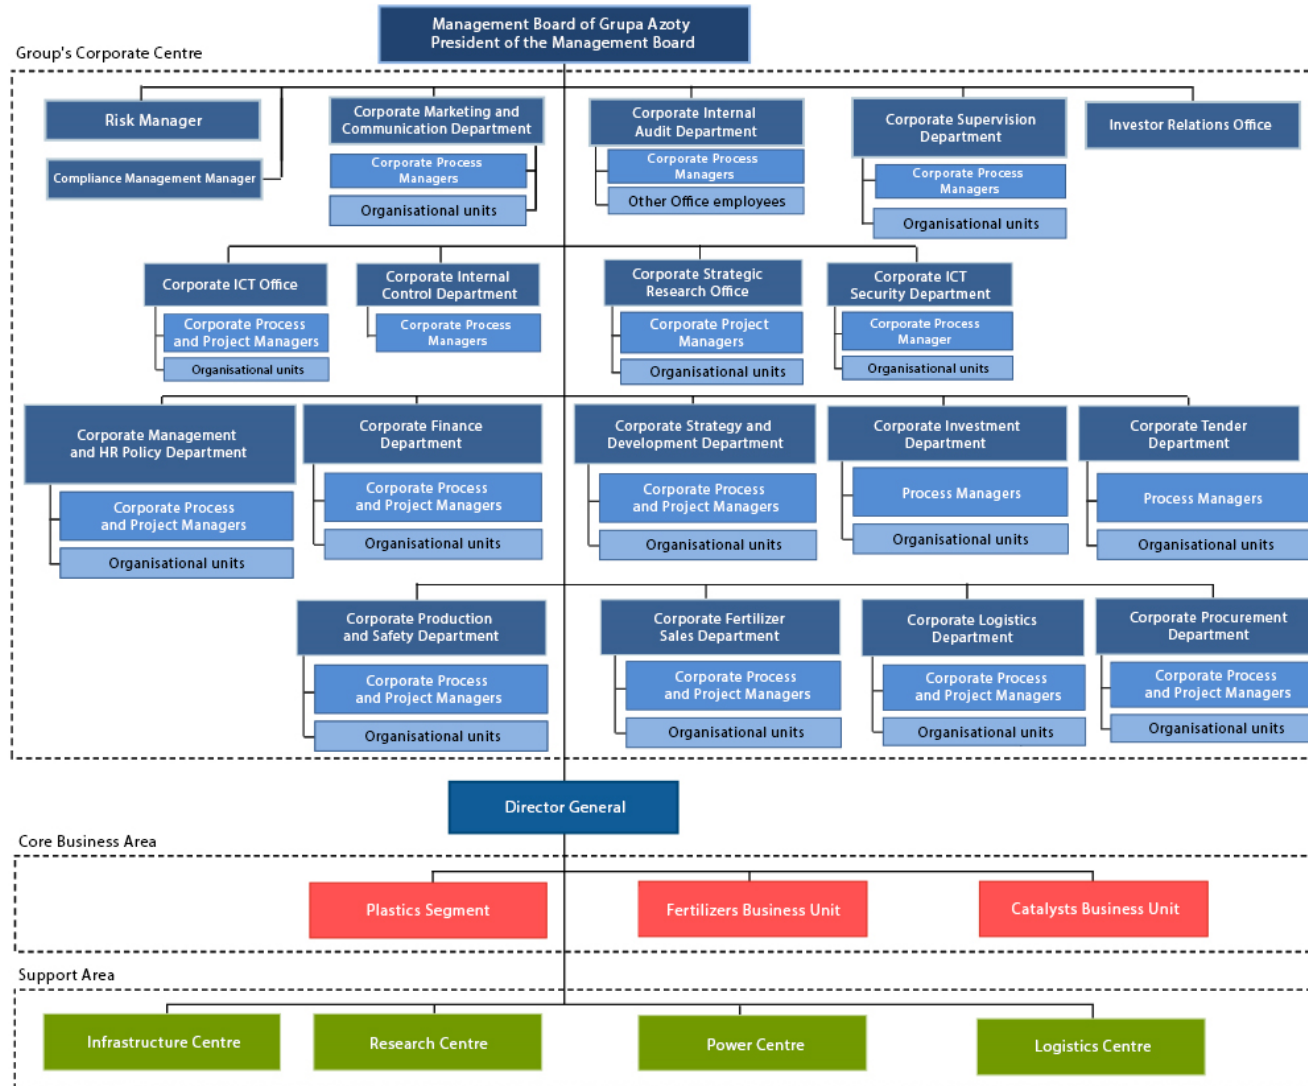 Management Board of Grupa Azoty
President of the Management Board
Group's Corporate Centre
Risk Manager
Compliance Management Manager
Corporate Marketing and
Communication Department
Corporate Process
Managers
Organisational units
Corporate Internal
Audit Department
Corporate Process
Managers
Other Office employees
Corporate Supervision
Department
Corporate Process
Managers
Organisational units
Investor Relations Office
Corporate ICT Office
Corporate Process
and Project Managers
Organisational units
Corporate Internal
Control Department
Corporate Process
Managers
Corporate Strategic
Research Office
Corporate Project
Managers
Organisational units
Corporate ICT
Security Department
Corporate Process
Manager
Organisational units
Corporate Management
and HR Policy Department
Corporate Process
and Project Managers
Organisational units
Corporate Finance
Department
Corporate Process
and Project Managers
Organisational units
Corporate Strategy and
Development Department
Corporate Process
and Project Managers
Organisational units
Corporate Investment
Department
Process Managers
Organisational units
Corporate Tender
Department
Process Managers
Organisational units
Corporate Production
and Safety Department
Corporate Process
and Project Managers
Organisational units
Corporate Fertilizer
Sales Department
Corporate Process
and Project Managers
Organisational units
Corporate Logistics
Department
Corporate Process
and Project Managers
Organisational units
Corporate Procurement
Department
Corporate Process
and Project Managers
Organisational units
Director General
Core Business Area
Plastics Segment
Fertilizers Business Unit
Catalysts Business Unit
Support Area
Infrastructure Centre
Research Centre
Power Centre
Logistics Centre